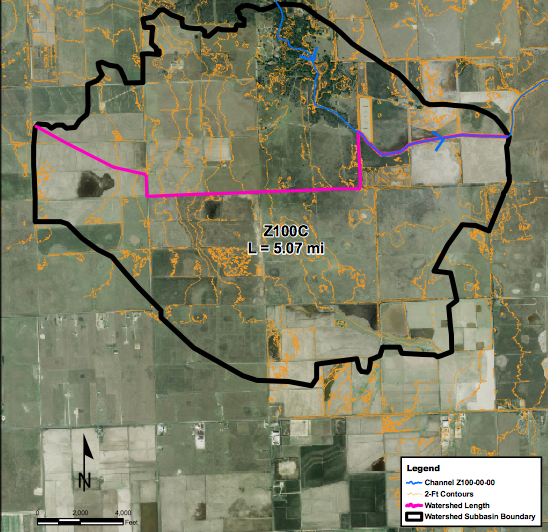 Z100C
L = 5.07 mi
N
0 2,000 4,000
Feet
Legend
Channel Z100-00-00
2-Ft Contours
Watershed Length
Watershed Subbasin Boundary